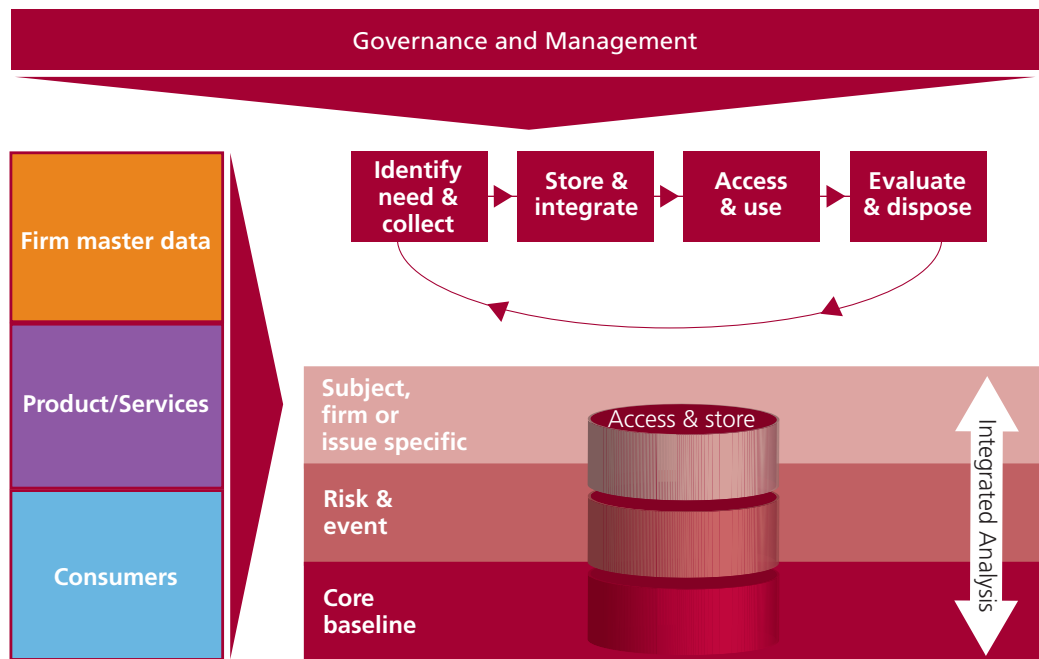 Governance and Management
Identify
need &
collect
Store &
integrate
Access
& use
Evaluate
& dispose
Firm master data
Product/Services
Consumers
Subject,
firm or
issue specific
Access & store
Risk &
event
Core
baseline
Integrated Analysis